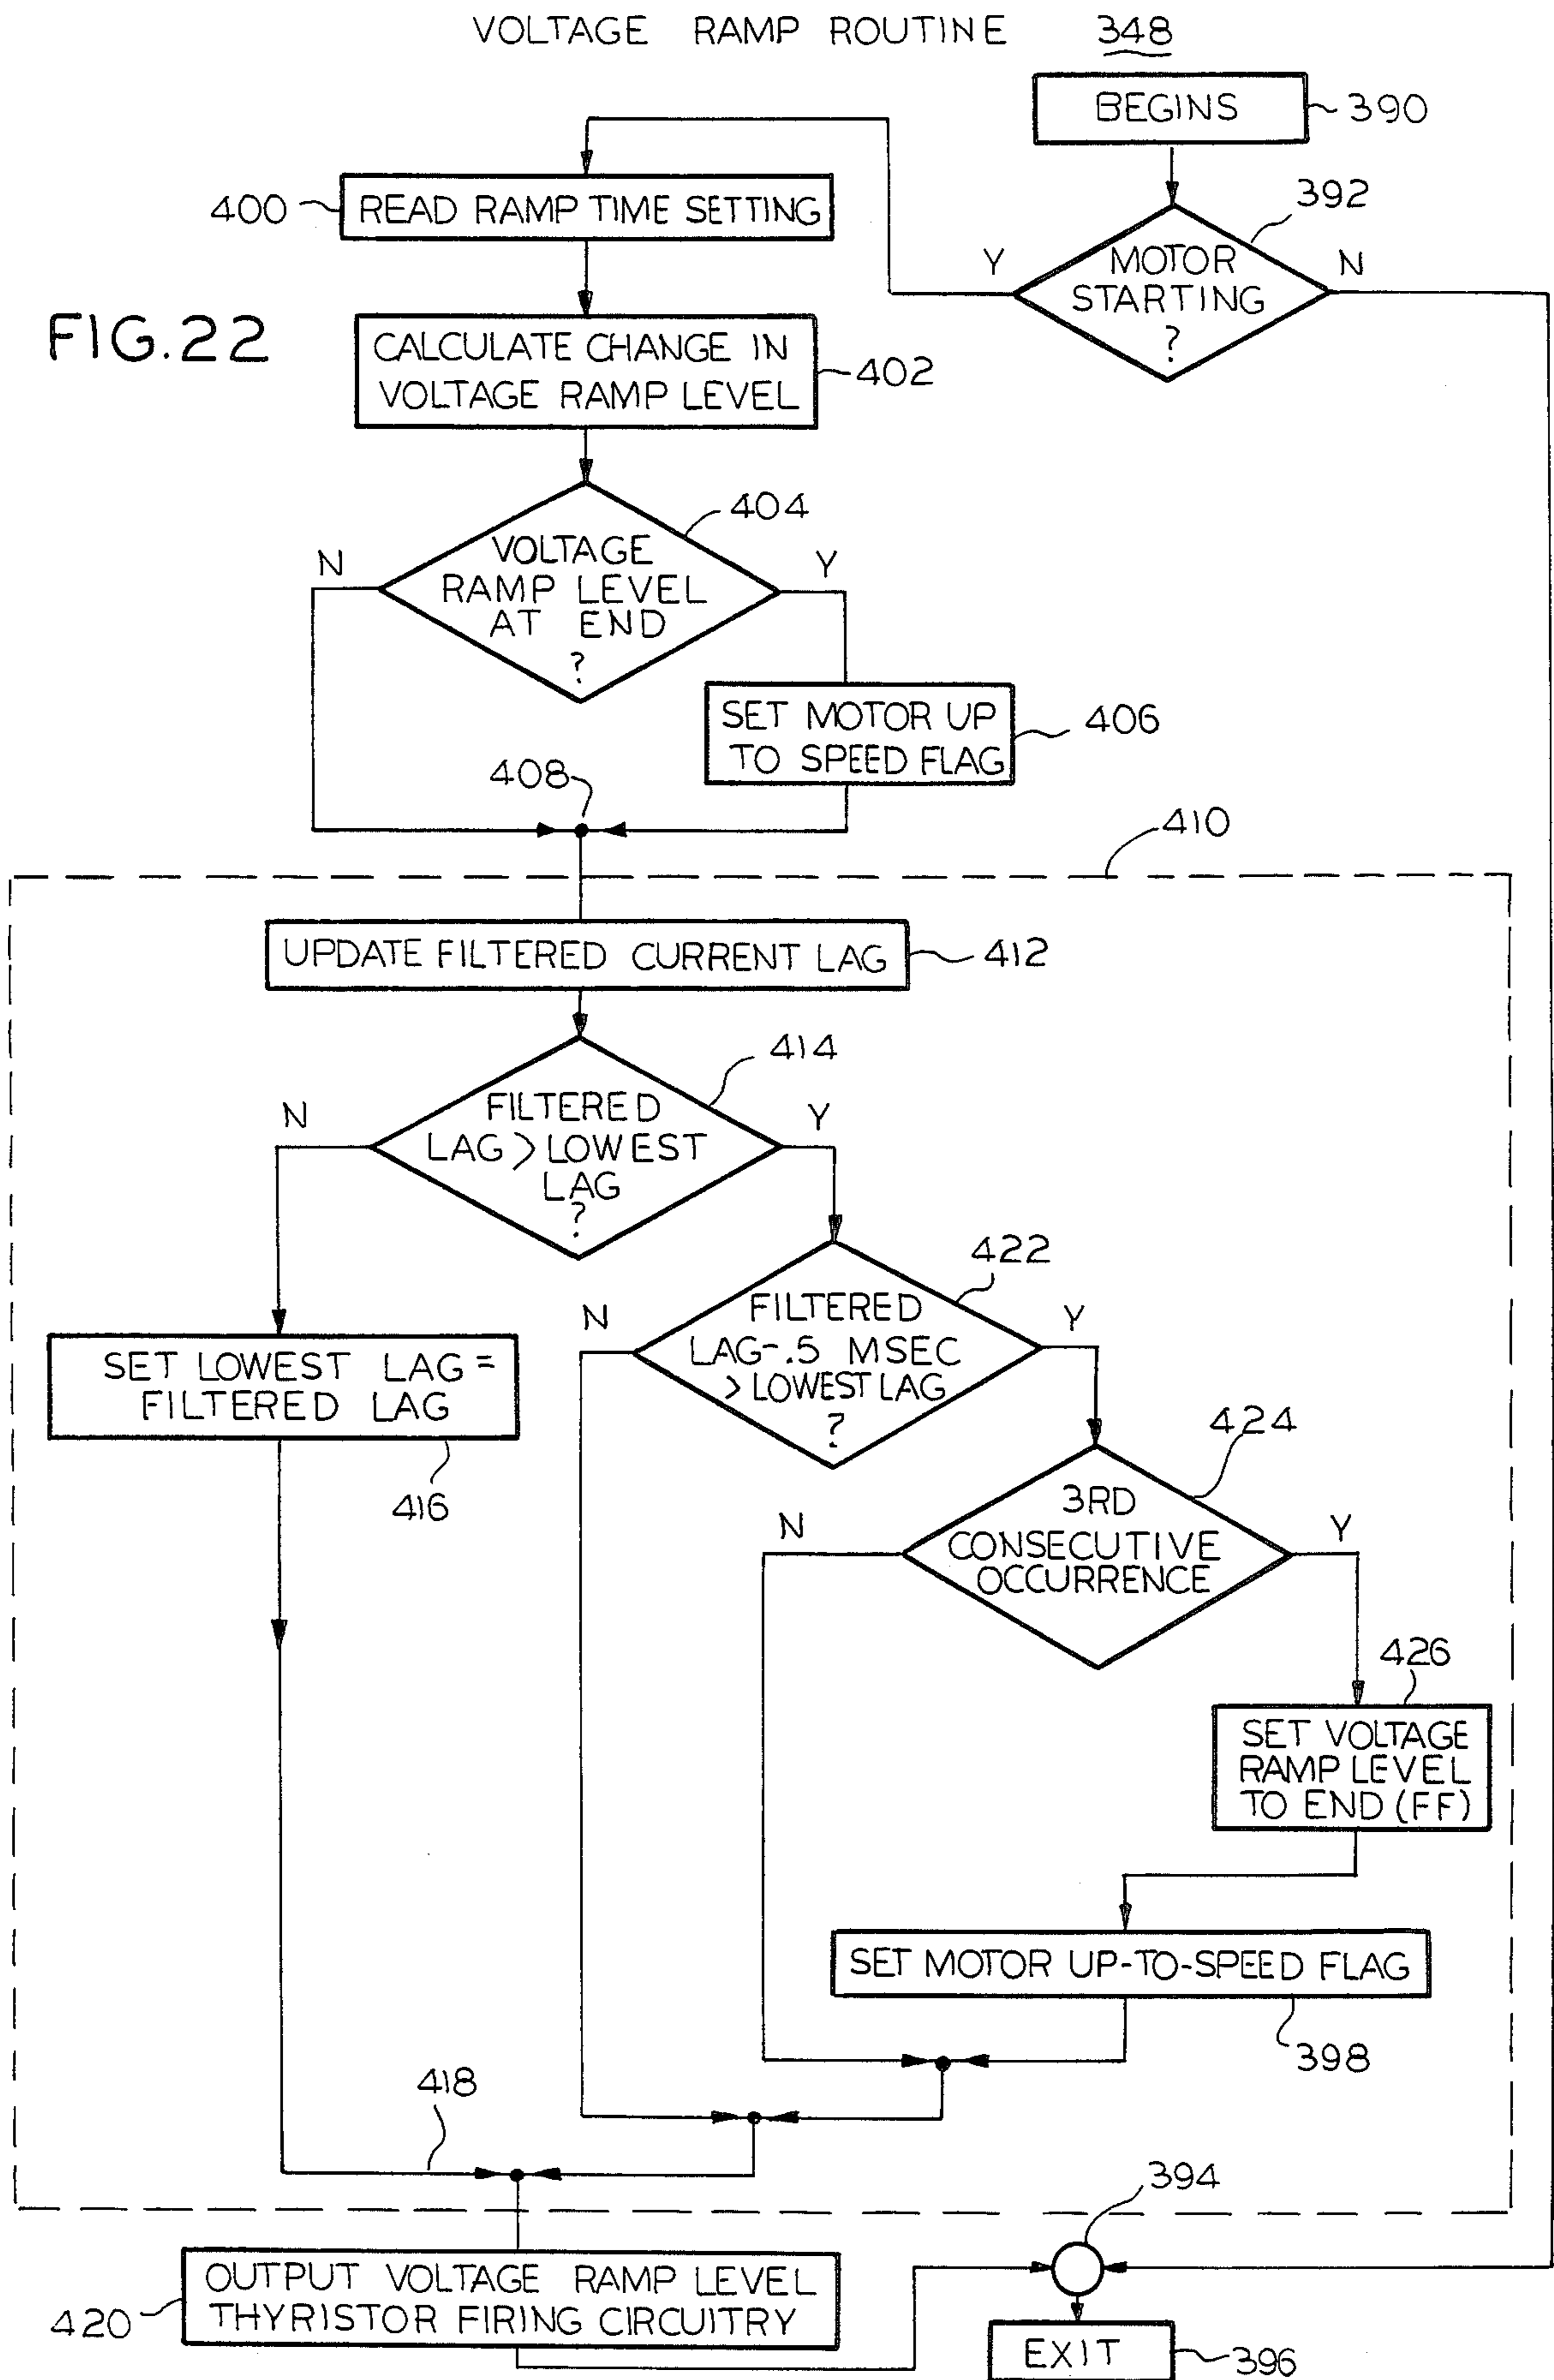 VOLTAGE RAMP ROUTINE 348
BEGINS
390
392
MOTOR
STARTING
?
Y
N
400
READ RAMP TIME SETTING
FIG.22
CALCULATE CHANGE IN
VOLTAGE RAMP LEVEL
402
404
VOLTAGE
RAMP LEVEL
AT END
?
N
Y
SET MOTOR UP
TO SPEED FLAG
406
408
410
UPDATE FILTERED CURRENT LAG
412
414
FILTERED
LAG > LOWEST
LAG
?
N
Y
422
FILTERED
LAG-.5 MSEC
> LOWEST LAG
?
N
Y
SET LOWEST LAG =
FILTERED LAG
416
424
3RD
CONSECUTIVE
OCCURRENCE
N
Y
426
SET VOLTAGE
RAMP LEVEL
TO END (FF)
SET MOTOR UP-TO-SPEED FLAG
398
418
394
OUTPUT VOLTAGE RAMP LEVEL
THYRISTOR FIRING CIRCUITRY
420
EXIT
396